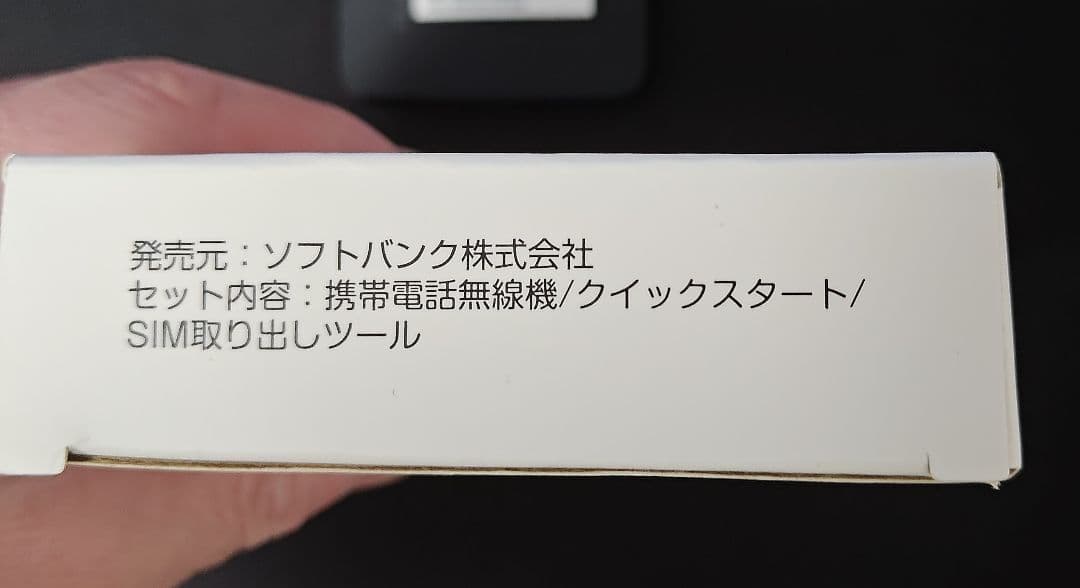 発売元：ソフトバンク株式会社
セット内容：携帯電話無線機/クイックスタート/
SIM取り出しツール